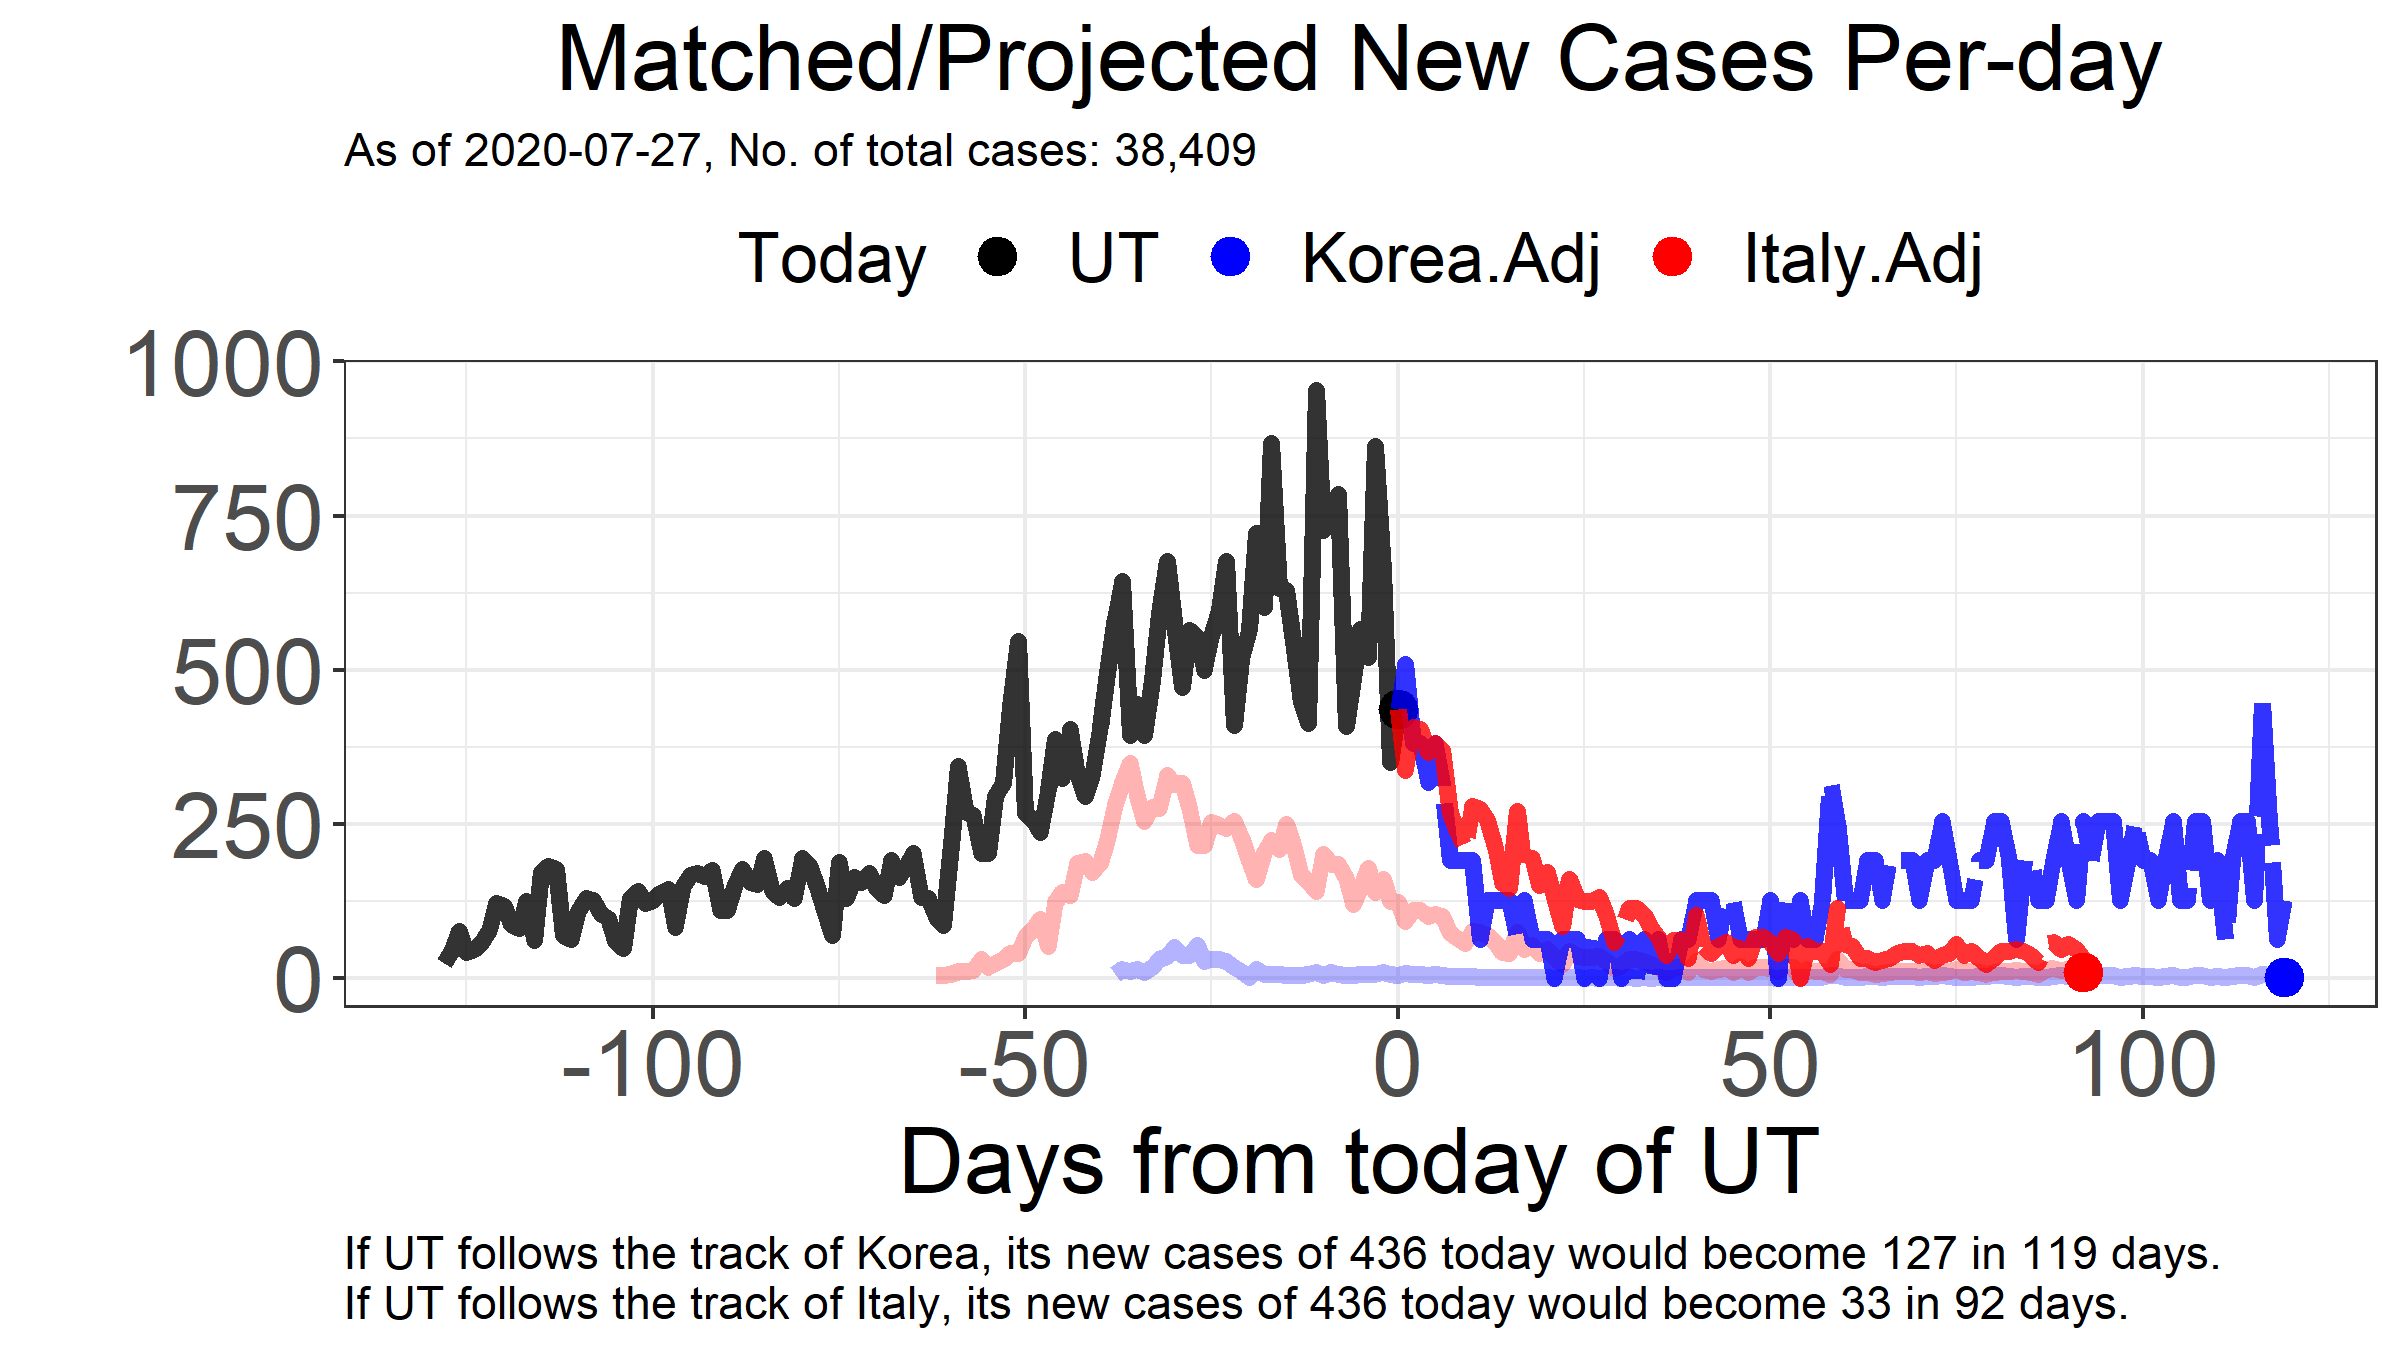 Matched/Projected New Cases Per-day
As of 2020-07-27, No. of total cases: 38,409
Today UT Korea.Adj Italy.Adj
1000
750
500
250
0
-100 -50 0 50 100
Days from today of UT
If UT follows the track of Korea, its new cases of 436 today would become 127 in 119 days.
If UT follows the track of Italy, its new cases of 436 today would become 33 in 92 days.